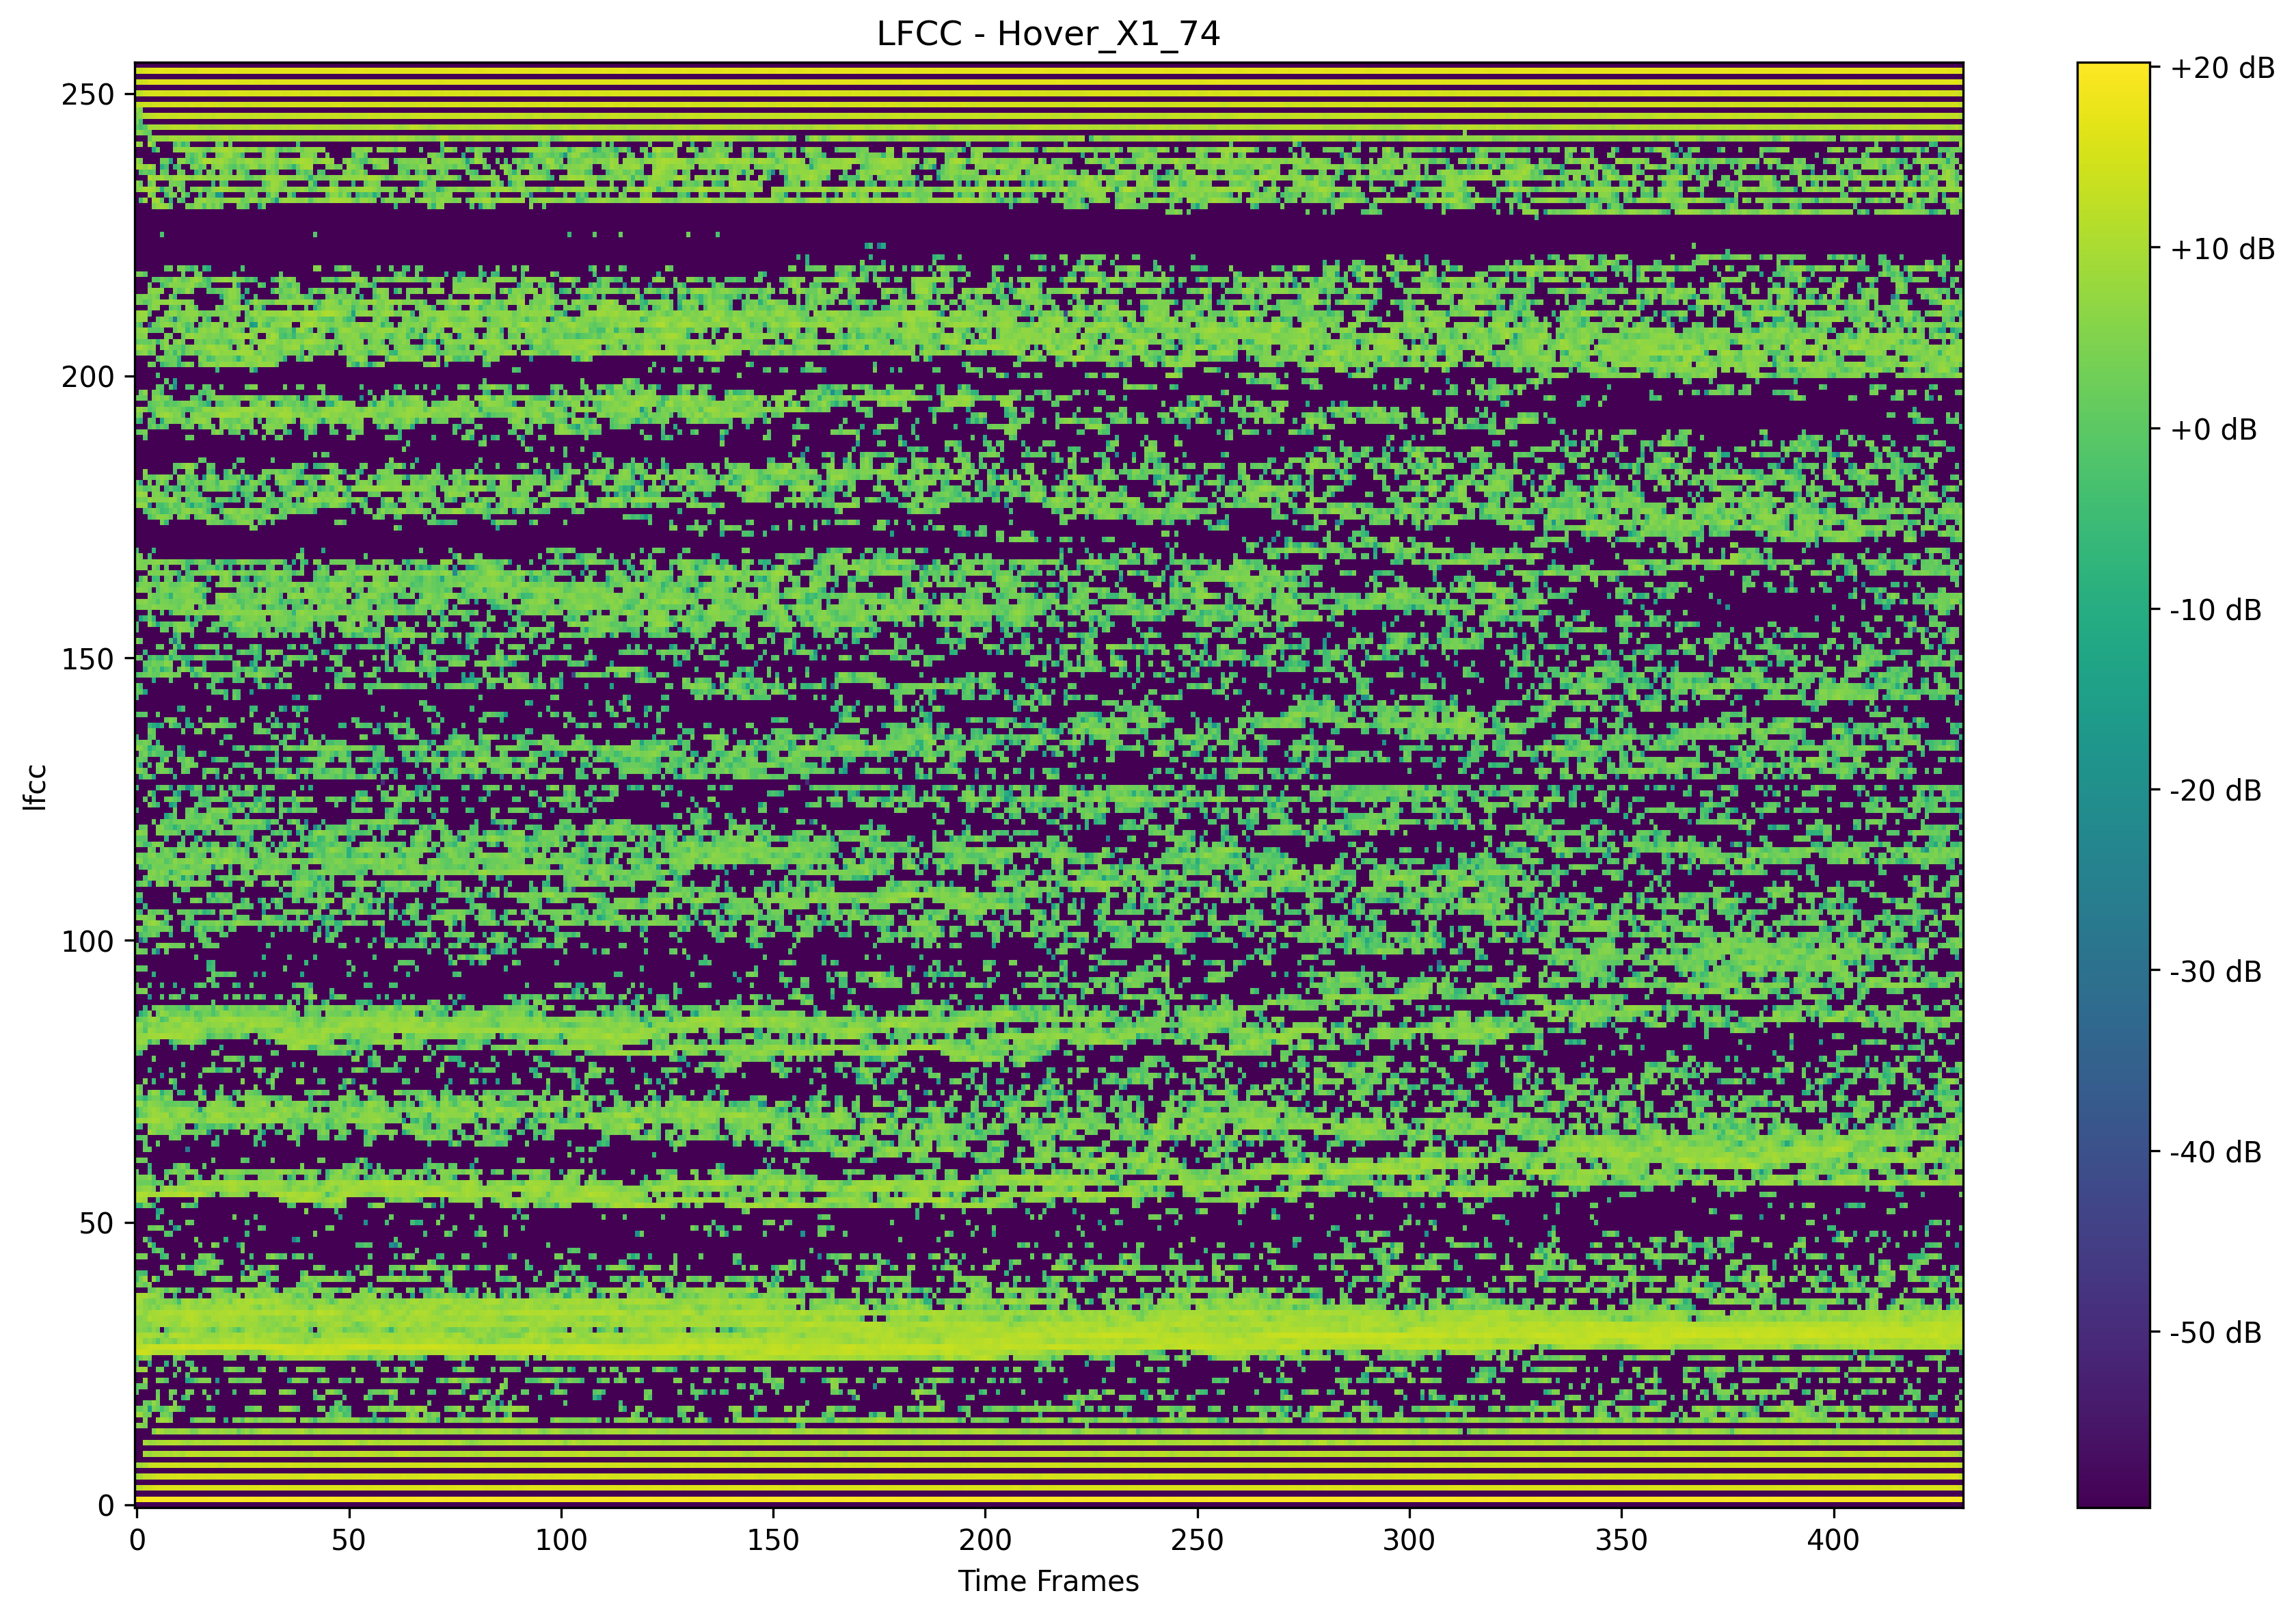 LFCC - Hover_X1_74
lfcc
250
200
150
100
50
0
0 50 100 150 200 250 300 350 400
Time Frames
+20 dB
+10 dB
+0 dB
-10 dB
-20 dB
-30 dB
-40 dB
-50 dB